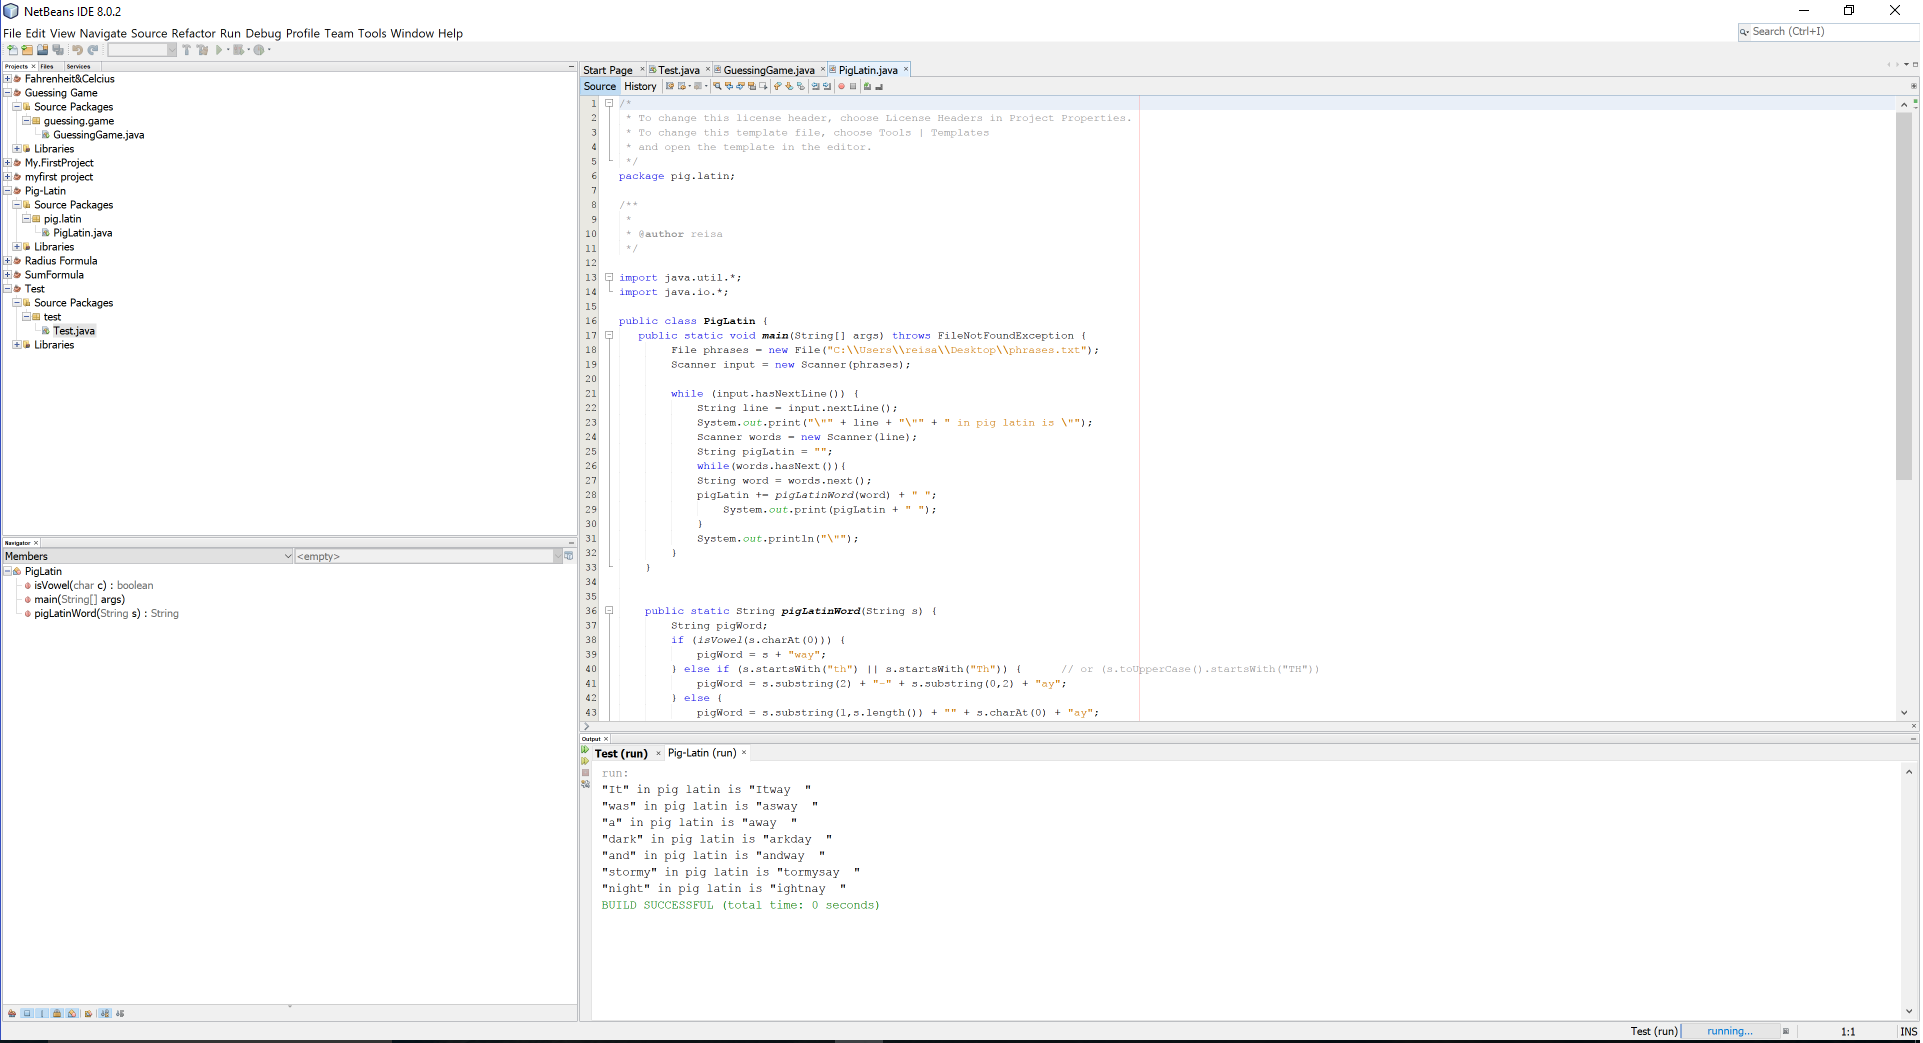 NetBeans IDE 8.0.2
File Edit View Navigate Source Refactor Run Debug Profile Team Tools Window Help
Search (Ctrl+I)
Projects × Files Services
Fahrenheit&Celcius
Guessing Game
Source Packages
guessing.game
GuessingGame.java
Libraries
My.FirstProject
myfirst project
Pig-Latin
Source Packages
pig.latin
PigLatin.java
Libraries
Radius Formula
SumFormula
Test
Source Packages
test
Test.java
Libraries
Navigator ×
Members <empty>
PigLatin
isVowel(char c) : boolean
main(String[] args)
pigLatinWord(String s) : String
Start Page × Test.java × GuessingGame.java × PigLatin.java ×
Source History
1 /*
2 * To change this license header, choose License Headers in Project Properties.
3 * To change this template file, choose Tools | Templates
4 * and open the template in the editor.
5 */
6 package pig.latin;
7
8 /**
9 *
10 * @author reisa
11 */
12
13 import java.util.*;
14 import java.io.*;
15
16 public class PigLatin {
17 public static void main(String[] args) throws FileNotFoundException {
18 File phrases = new File("C:\\Users\\reisa\\Desktop\\phrases.txt");
19 Scanner input = new Scanner(phrases);
20
21 while (input.hasNextLine()) {
22 String line = input.nextLine();
23 System.out.print("\"" + line + "\"" + " in pig latin is \"");
24 Scanner words = new Scanner(line);
25 String pigLatin = "";
26 while(words.hasNext()){
27 String word = words.next();
28 pigLatin += pigLatinWord(word) + " ";
29 System.out.print(pigLatin + " ");
30 }
31 System.out.println("\"");
32 }
33 }
34
35
36 public static String pigLatinWord(String s) {
37 String pigWord;
38 if (isVowel(s.charAt(0))) {
39 pigWord = s + "way";
40 } else if (s.startsWith("th") || s.startsWith("Th")) { // or (s.toUpperCase().startsWith("TH"))
41 pigWord = s.substring(2) + "-" + s.substring(0,2) + "ay";
42 } else {
43 pigWord = s.substring(1,s.length()) + "" + s.charAt(0) + "ay";
Output ×
Test (run) × Pig-Latin (run) ×
run:
"It" in pig latin is "Itway  "
"was" in pig latin is "asway  "
"a" in pig latin is "away  "
"dark" in pig latin is "arkday  "
"and" in pig latin is "andway  "
"stormy" in pig latin is "tormysay  "
"night" in pig latin is "ightnay  "
BUILD SUCCESSFUL (total time: 0 seconds)
Test (run) running... 1:1 INS